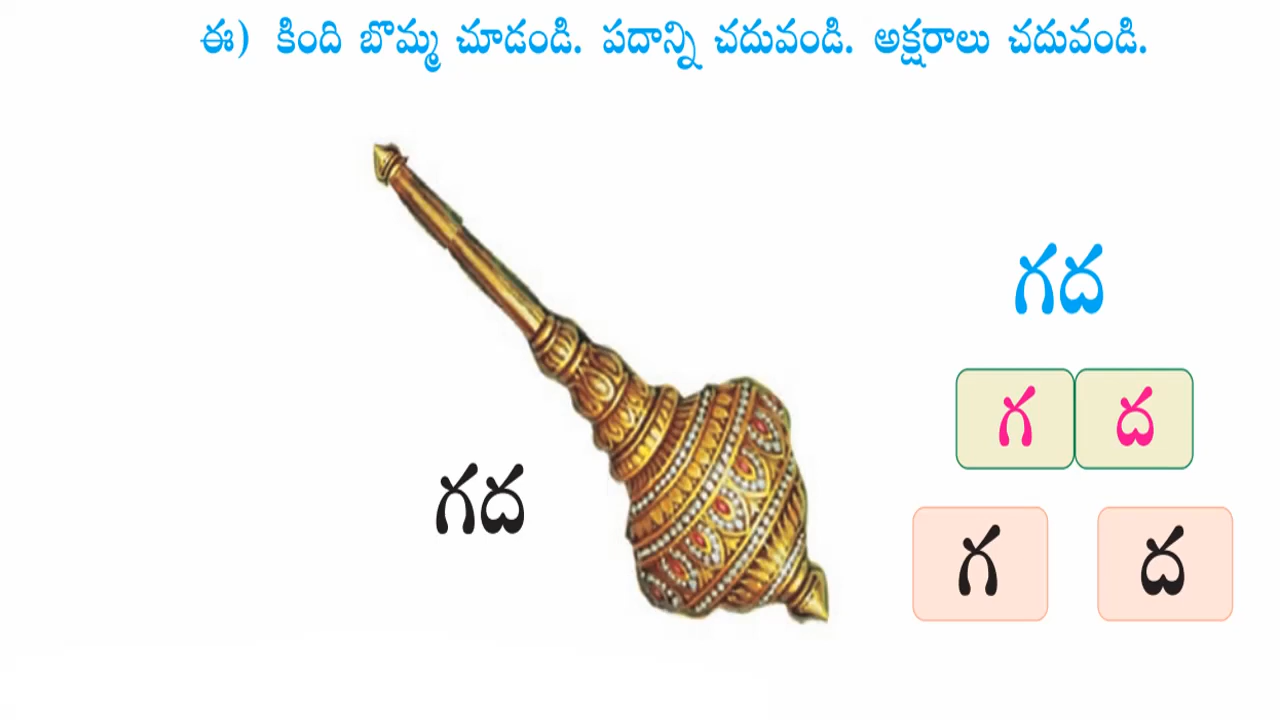 ఈ) కింది బొమ్మ చూడండి. పదాన్ని చదువండి. అక్షరాలు చదువండి.
గద
గద
గ ద
గ ద